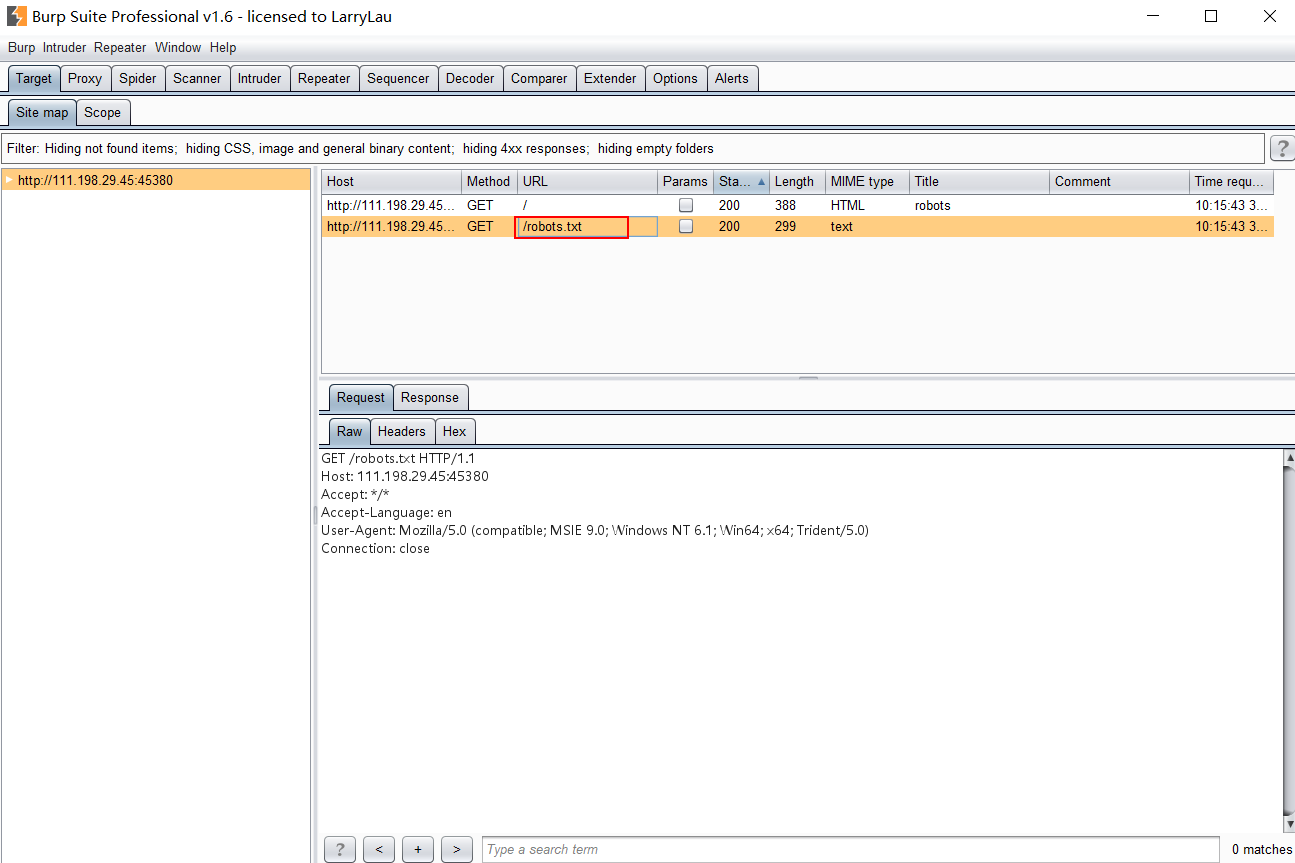 Burp Suite Professional v1.6 - licensed to LarryLau
Burp Intruder Repeater Window Help
Target Proxy Spider Scanner Intruder Repeater Sequencer Decoder Comparer Extender Options Alerts
Site map Scope
Filter: Hiding not found items; hiding CSS, image and general binary content; hiding 4xx responses; hiding empty folders
?
http://111.198.29.45:45380
Host Method URL Params Sta... Length MIME type Title Comment Time requ...
http://111.198.29.45... GET / 200 388 HTML robots 10:15:43 3...
http://111.198.29.45... GET /robots.txt 200 299 text 10:15:43 3...
Request Response
Raw Headers Hex
GET /robots.txt HTTP/1.1
Host: 111.198.29.45:45380
Accept: */*
Accept-Language: en
User-Agent: Mozilla/5.0 (compatible; MSIE 9.0; Windows NT 6.1; Win64; x64; Trident/5.0)
Connection: close
? < + > Type a search term 0 matches